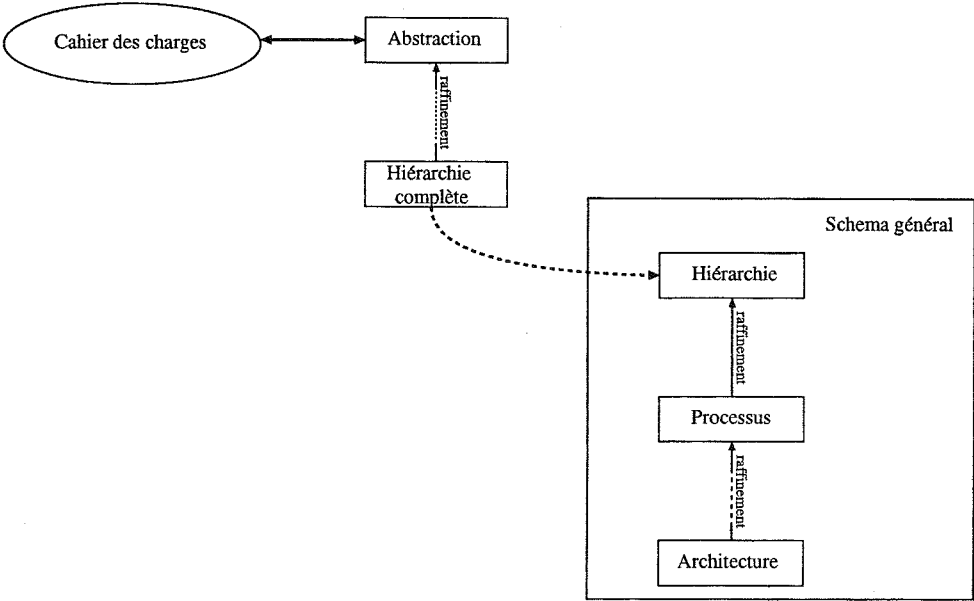 Cahier des charges
Abstraction
raffinement
Hiérarchie
complète
Schema général
Hiérarchie
raffinement
Processus
raffinement
Architecture